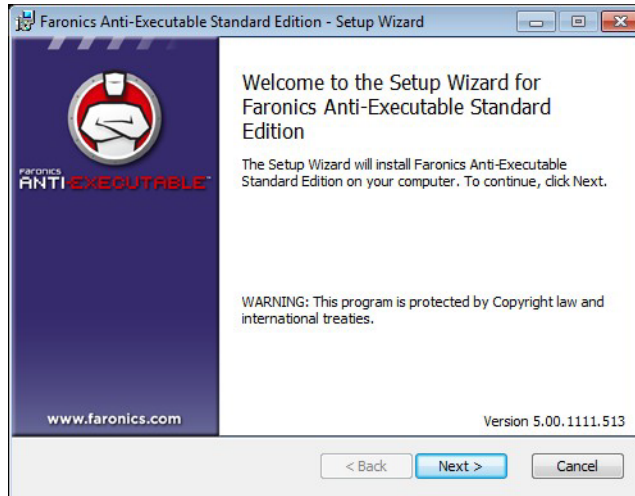 Faronics Anti-Executable Standard Edition - Setup Wizard
Welcome to the Setup Wizard for
Faronics Anti-Executable Standard
Edition
The Setup Wizard will install Faronics Anti-Executable
Standard Edition on your computer. To continue, click Next.
FARONICS
ANTI-EXECUTABLE™
WARNING: This program is protected by Copyright law and
international treaties.
www.faronics.com
Version 5.00.1111.513
< Back
Next >
Cancel